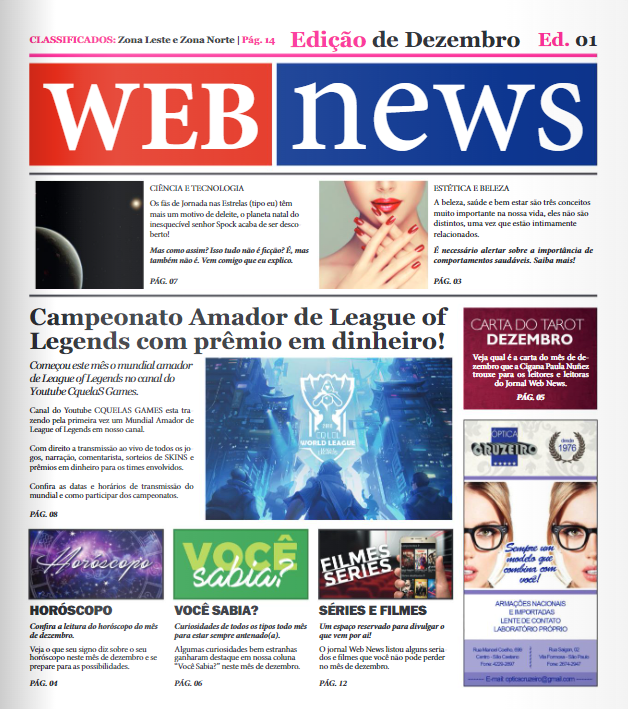 CLASSIFICADOS: Zona Leste e Zona Norte | Pág. 14
Edição de Dezembro
Ed. 01
WEB news
CIÊNCIA E TECNOLOGIA
Os fãs de Jornada nas Estrelas (tipo eu) têm
mais um motivo de deleite, o planeta natal do
inesquecível senhor Spock acaba de ser desco
berto!
Mas como assim? Isso tudo não é ficção? É, mas
também não é. Vem comigo que eu explico.
PÁG. 07
ESTÉTICA E BELEZA
A beleza, saúde e bem estar são três conceitos
muito importante na nossa vida, eles não são
distintos, uma vez que estão intimamente
relacionados.
É necessário alertar sobre a importância de
comportamentos saudáveis. Saiba mais!
PÁG. 03
Campeonato Amador de League of
Legends com prêmio em dinheiro!
Começou este mês o mundial amador
de League of Legends no canal do
Youtube CquelaS Games.
Canal do Youtube CQUELAS GAMES esta tra
zendo pela primeira vez um Mundial Amador de
League of Legends em nosso canal.
Com direito a transmissão ao vivo de todos os jo
gos, narração, comentarista, sorteios de SKINS e
prêmios em dinheiro para os times envolvidos.
Confira as datas e horários de transmissão do
mundial e como participar dos campeonatos.
PÁG. 08
WORLD LEAGUE
CARTA DO TAROT
DEZEMBRO
Veja qual é a carta do mês de de-
zembro que a Cigana Paula Nuñez
trouxe para os leitores e leitoras
do Jornal Web News.
PÁG. 05
ÓPTICA
CRUZEIRO
desde
1976
Sempre um
modelo que
combina com
você!
ARMAÇÕES NACIONAIS
E IMPORTADAS
LENTE DE CONTATO
LABORATÓRIO PRÓPRIO
Rua Manoel Coelho, 690
Centro - São Caetano
Fone: 4229-2697
Rua Saigon, 02
Vila Formosa - São Paulo
Fone: 2674-2947
E-mail: opticacruzeiro@gmail.com
Horóscopo
HORÓSCOPO
Confira a leitura do horóscopo do mês
de dezembro.
Veja o que seu signo diz sobre o seu
horóscopo neste mês de dezembro e se
prepare para as possibilidades.
PÁG. 04
VOCÊ
sabia?
VOCÊ SABIA?
Curiosidades de todos os tipos todo mês
para estar sempre antenado(a).
Algumas curiosidades bem estranhas
ganharam destaque em nossa coluna
"Você Sabia?" neste mês de dezembro.
PÁG. 06
FILMES
SÉRIES
SÉRIES E FILMES
Um espaço reservado para divulgar o
que vem por aí!
O jornal Web News listou alguns seria
dos e filmes que você não pode perder
no mês de dezembro.
PÁG. 12